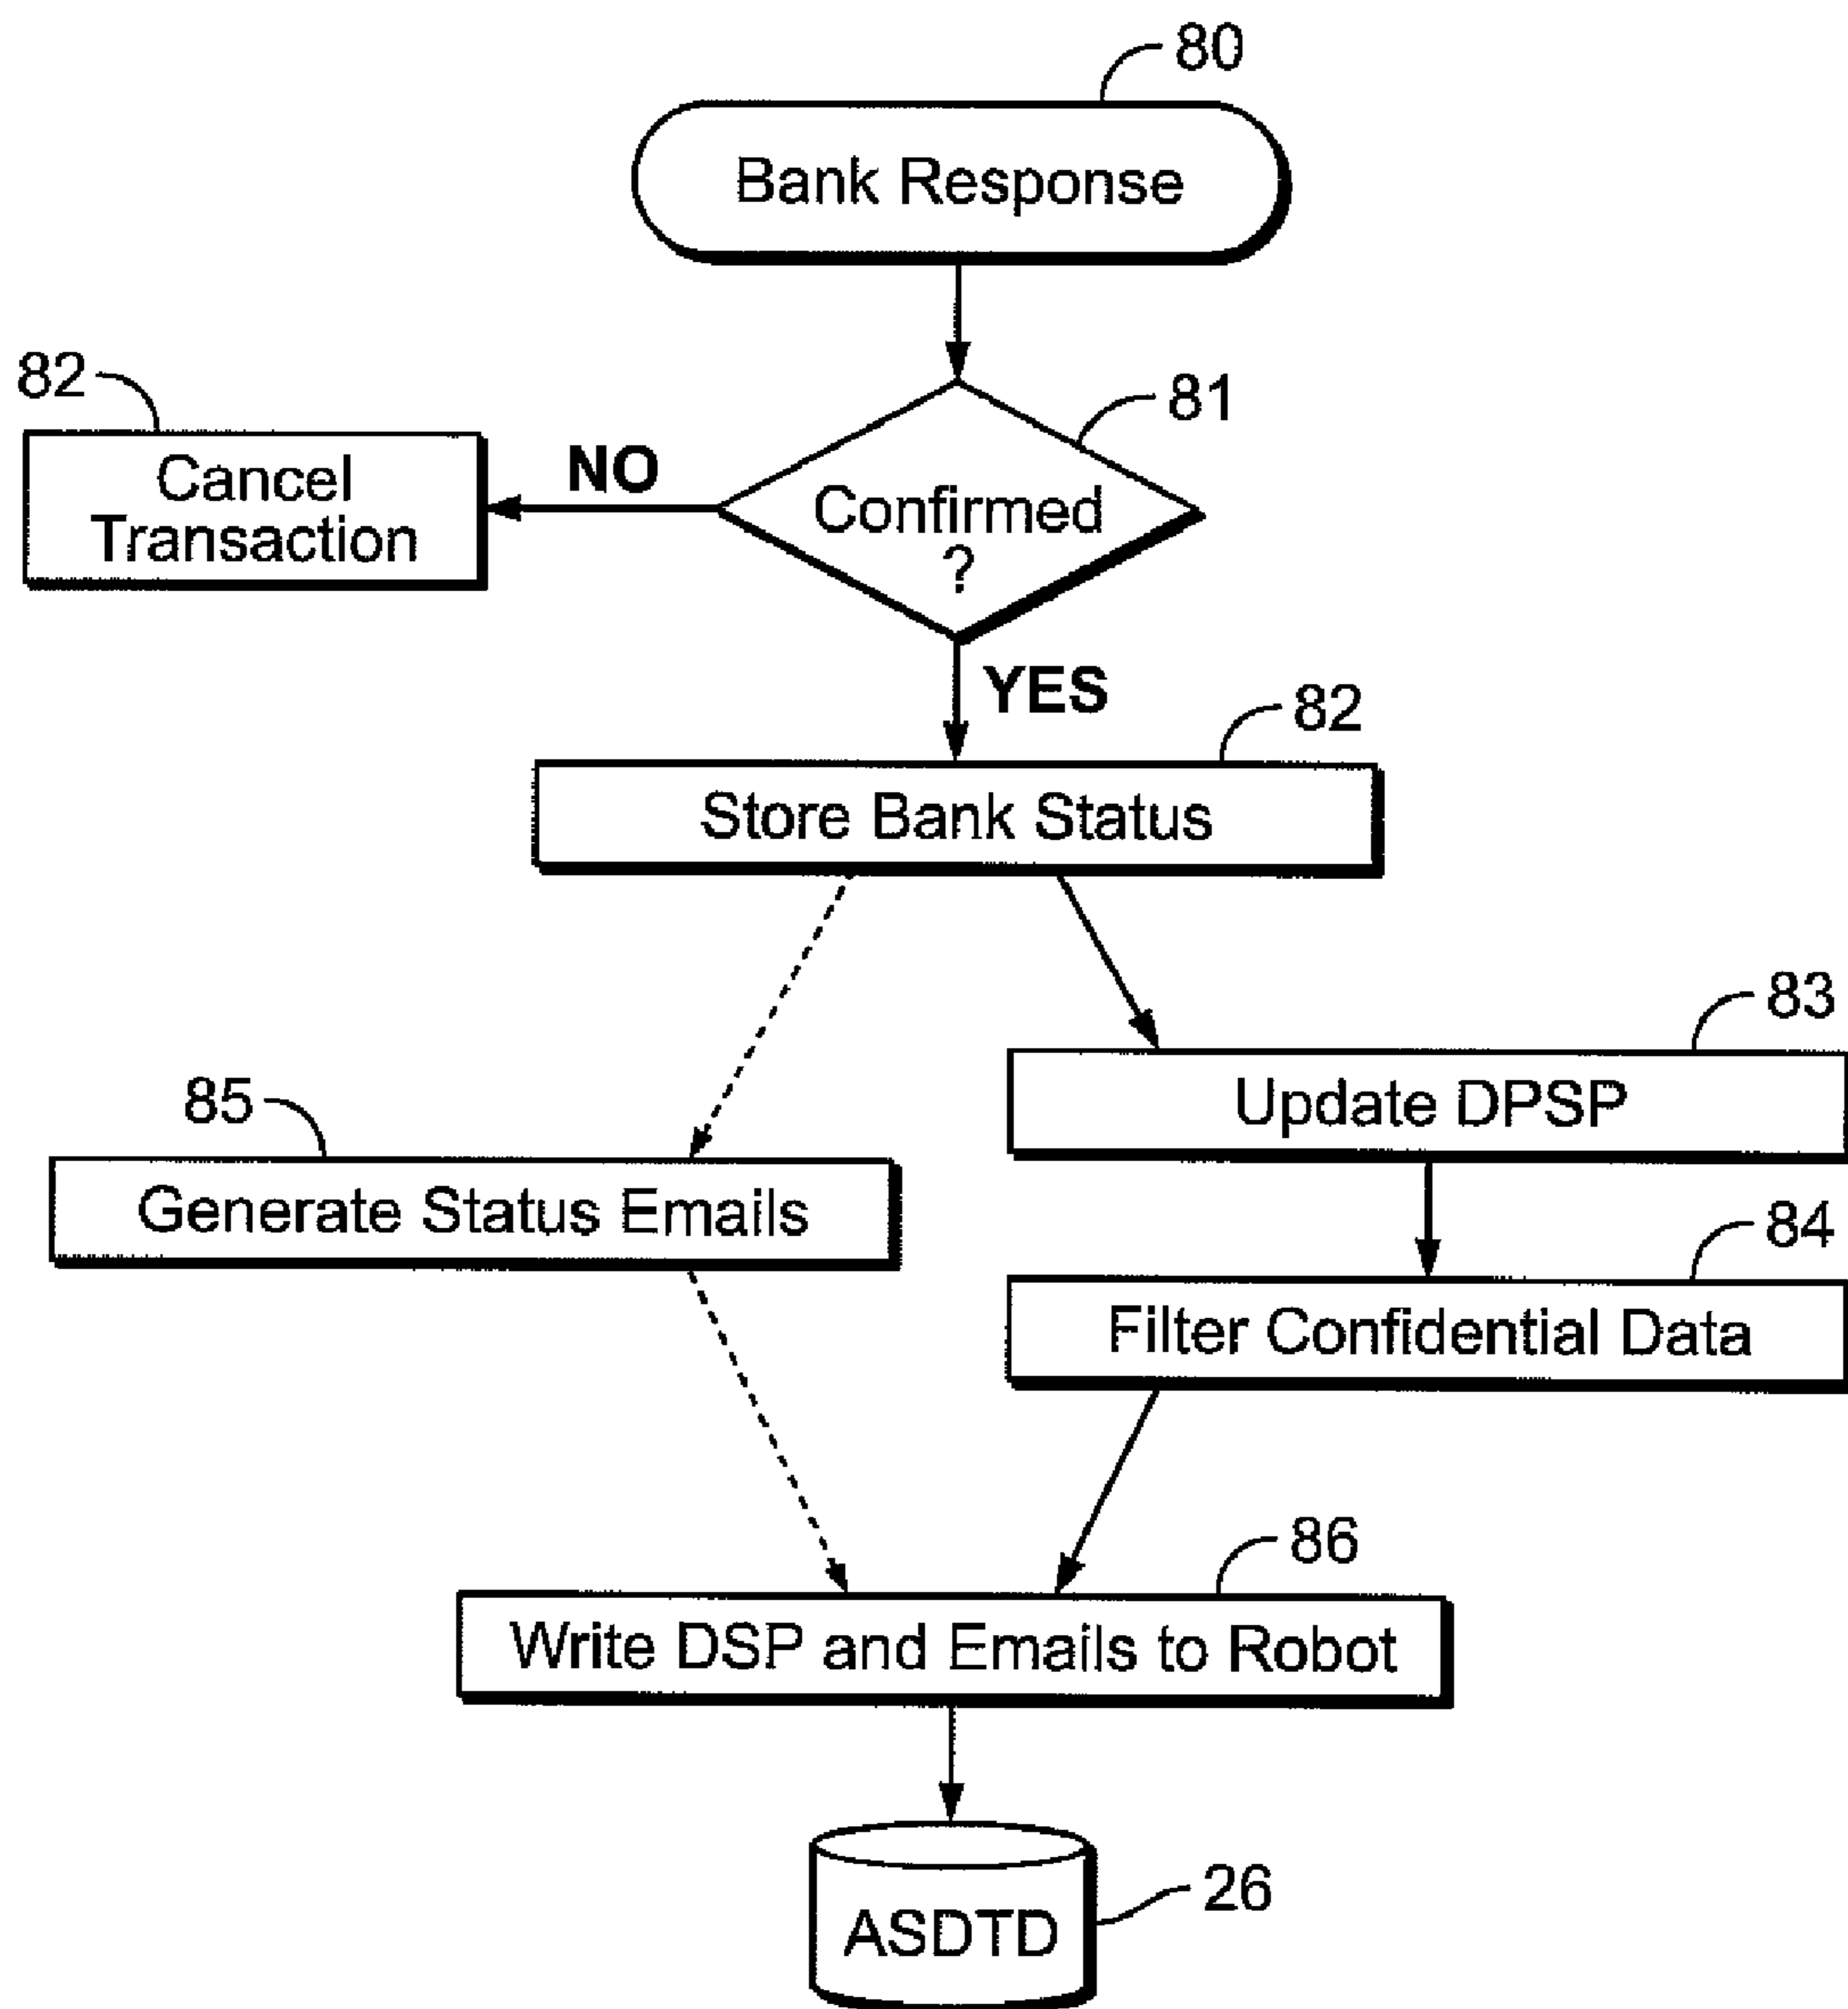 80
Bank Response
82
81
Cancel
Transaction
NO
Confirmed
?
YES
82
Store Bank Status
83
Update DPSP
85
Generate Status Emails
84
Filter Confidential Data
86
Write DSP and Emails to Robot
26
ASDTD